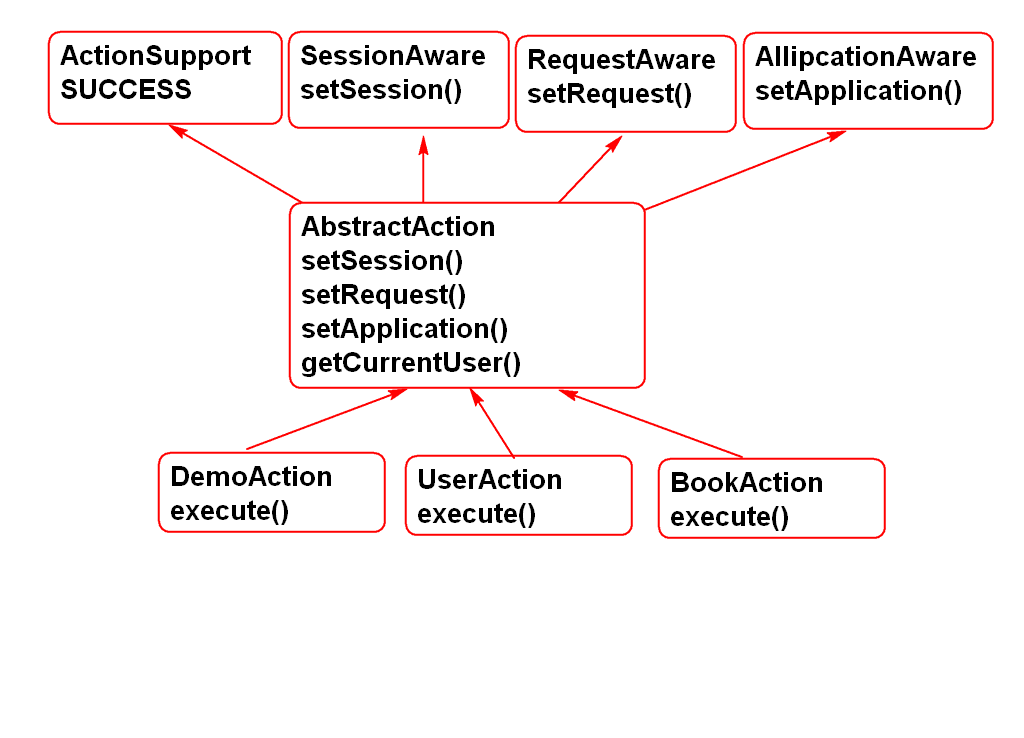 ActionSupport
SUCCESS
SessionAware
setSession()
RequestAware
setRequest()
AllipcationAware
setApplication()
AbstractAction
setSession()
setRequest()
setApplication()
getCurrentUser()
DemoAction
execute()
UserAction
execute()
BookAction
execute()